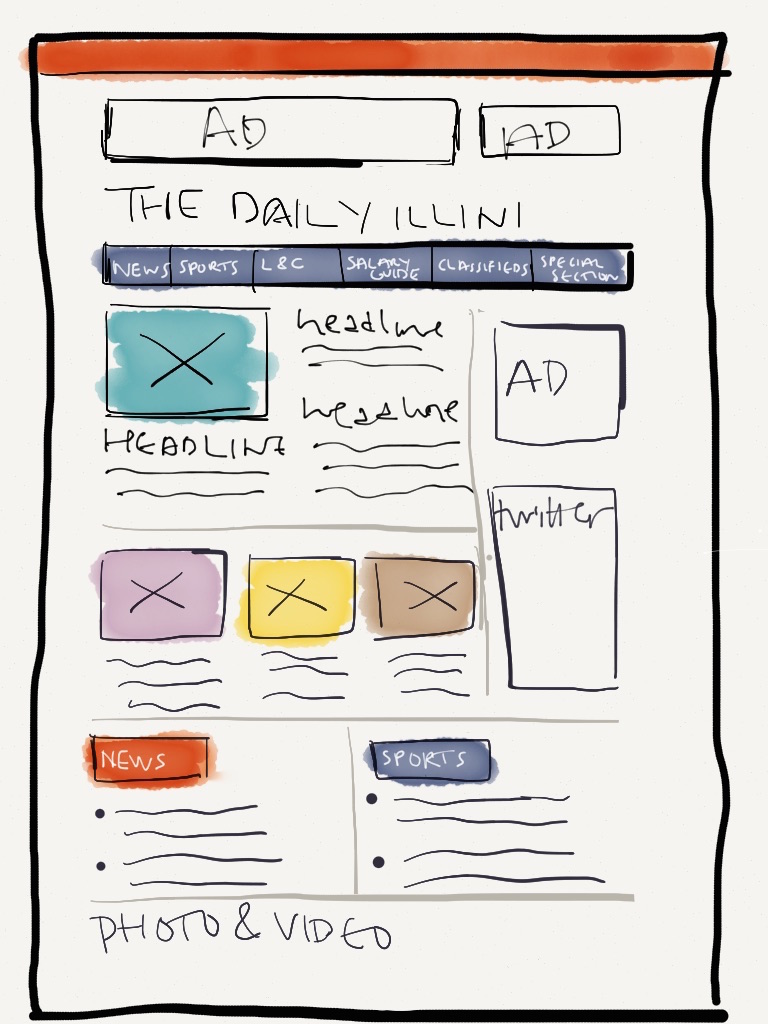 AD
AD
THE DAILY ILLINI
NEWS SPORTS L&C SALARY GUIDE CLASSIFIEDS SPECIAL SECTION
headline
AD
headline
HEADLINE
twitter
NEWS
SPORTS
PHOTO & VIDEO